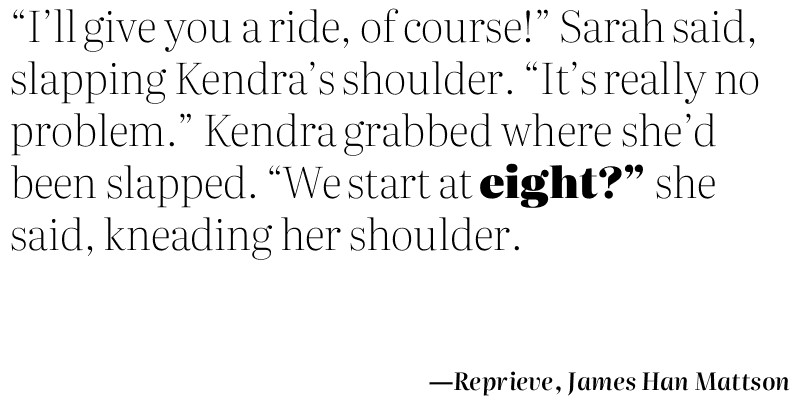 “I’ll give you a ride, of course!” Sarah said,
slapping Kendra’s shoulder. “It’s really no
problem.” Kendra grabbed where she’d
been slapped. “We start at eight?” she
said, kneading her shoulder.
—Reprieve, James Han Mattson